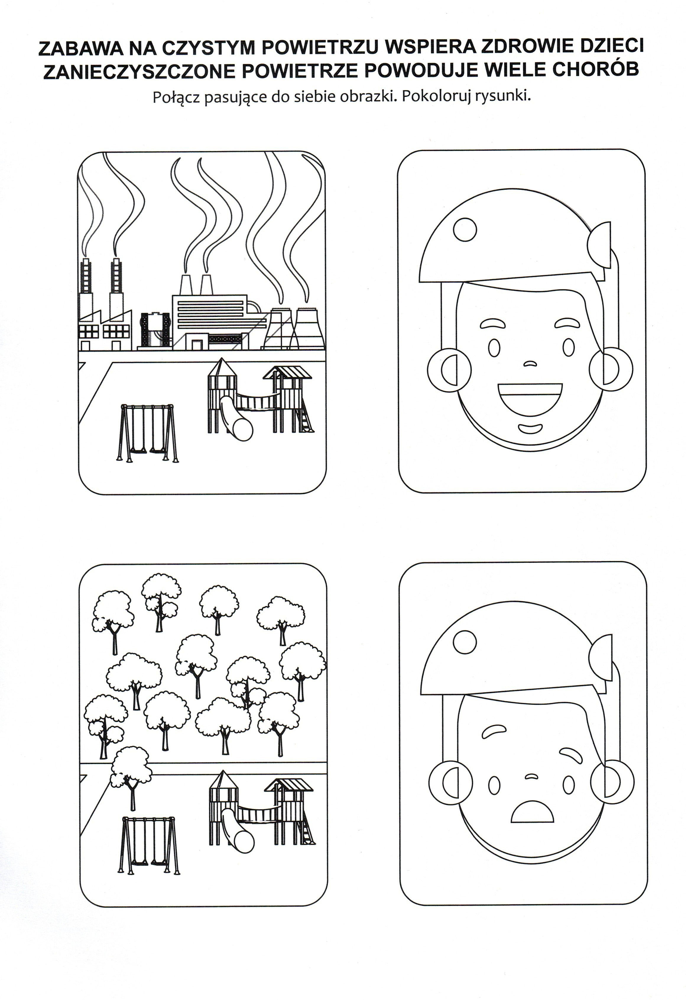 ZABAWA NA CZYSTYM POWIETRZU WSPIERA ZDROWIE DZIECI
ZANIECZYSZCZONE POWIETRZE POWODUJE WIELE CHORÓB
Połącz pasujące do siebie obrazki. Pokoloruj rysunki.